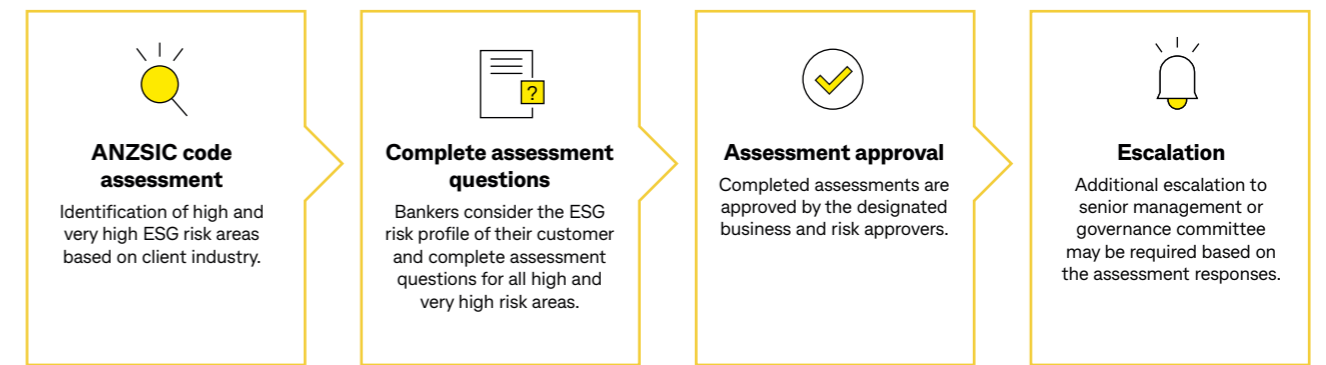 ANZSIC code
assessment
Identification of high and
very high ESG risk areas
based on client industry.
?
Complete assessment
questions
Bankers consider the ESG
risk profile of their customer
and complete assessment
questions for all high and
very high risk areas.
Assessment approval
Completed assessments are
approved by the designated
business and risk approvers.
Escalation
Additional escalation to
senior management or
governance committee
may be required based on
the assessment responses.